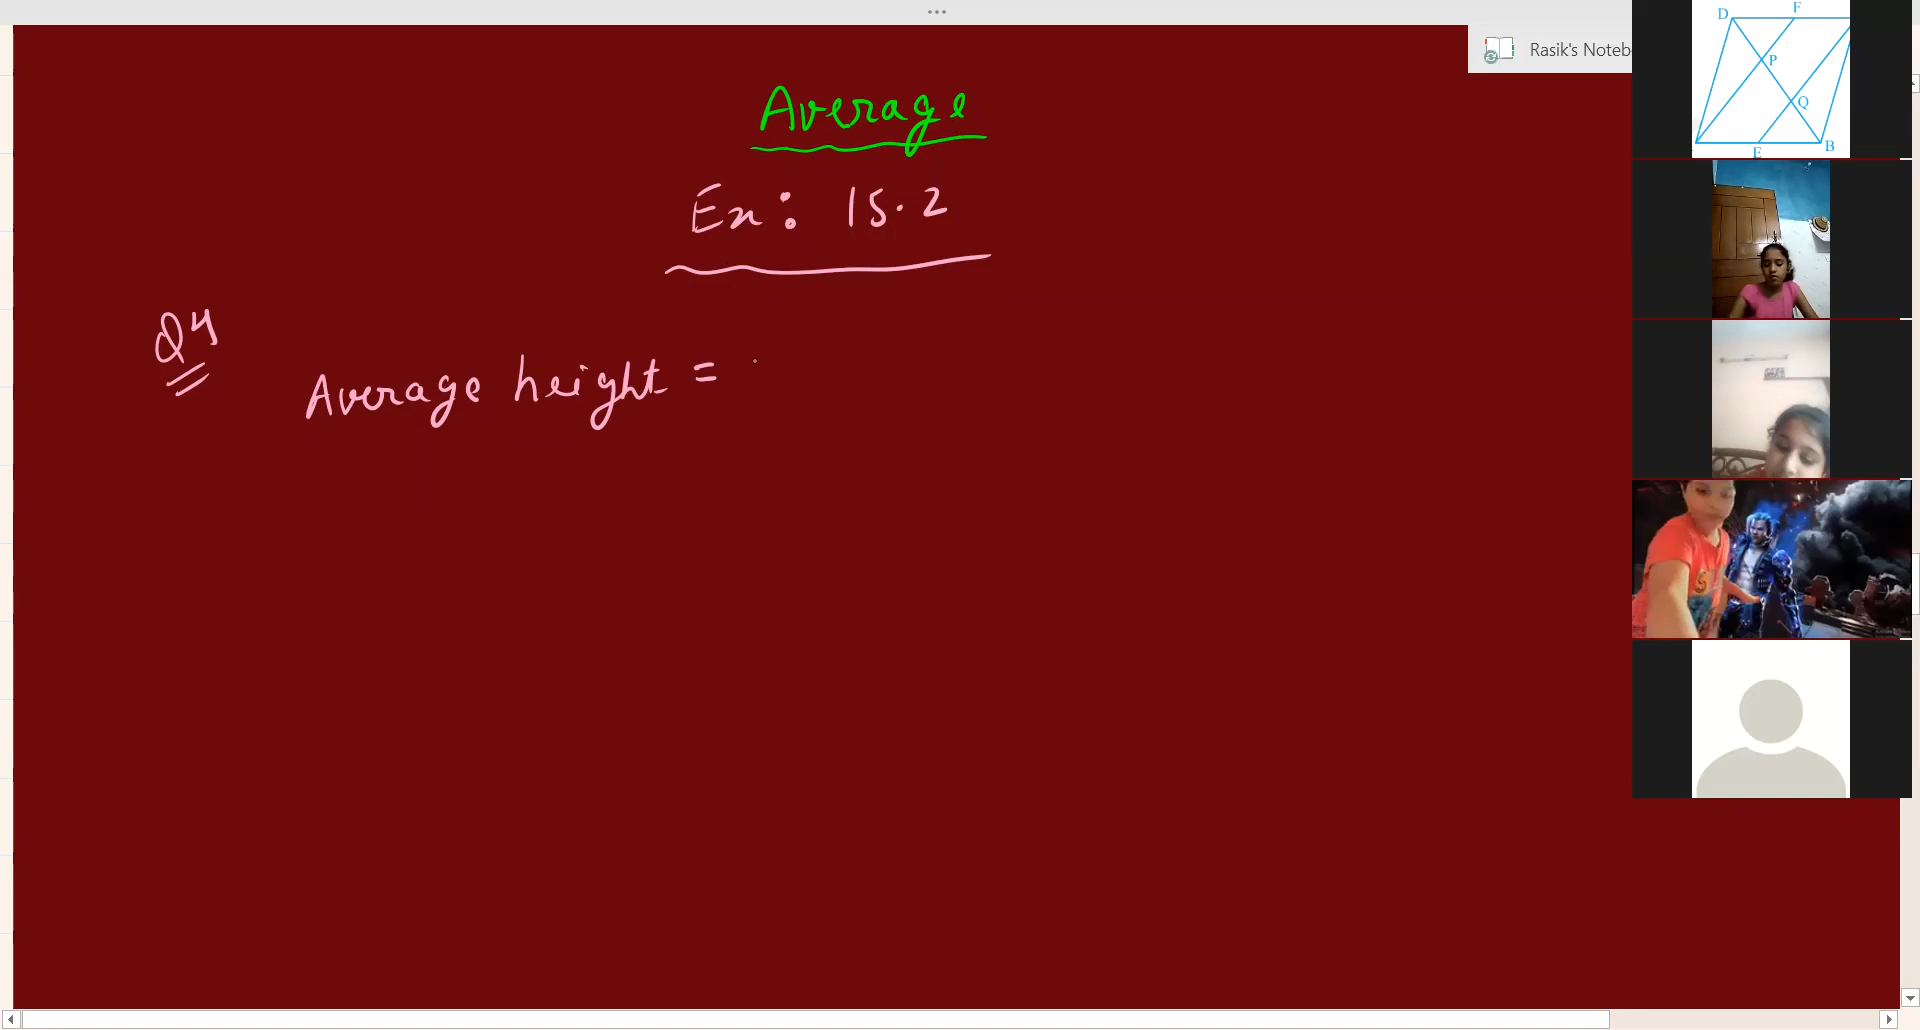 Rasik's Noteb
Average
Ex: 15.2
Q4
Average height =
D F
P
Q
E B